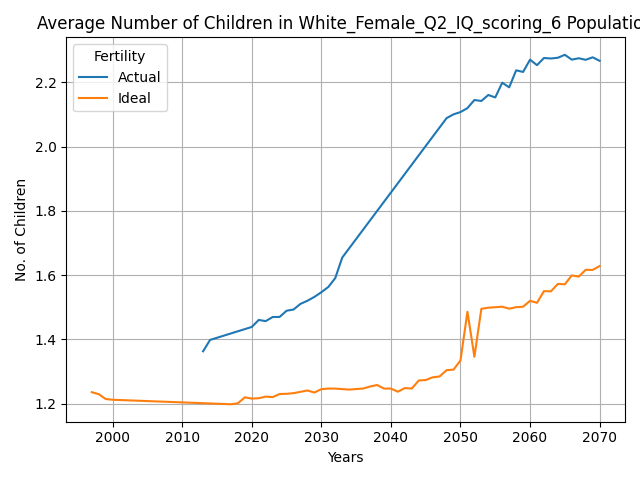 Average Number of Children in White_Female_Q2_IQ_scoring_6 Populatio
Fertility
Actual
Ideal
No. of Children
2.2
2.0
1.8
1.6
1.4
1.2
2000 2010 2020 2030 2040 2050 2060 2070
Years